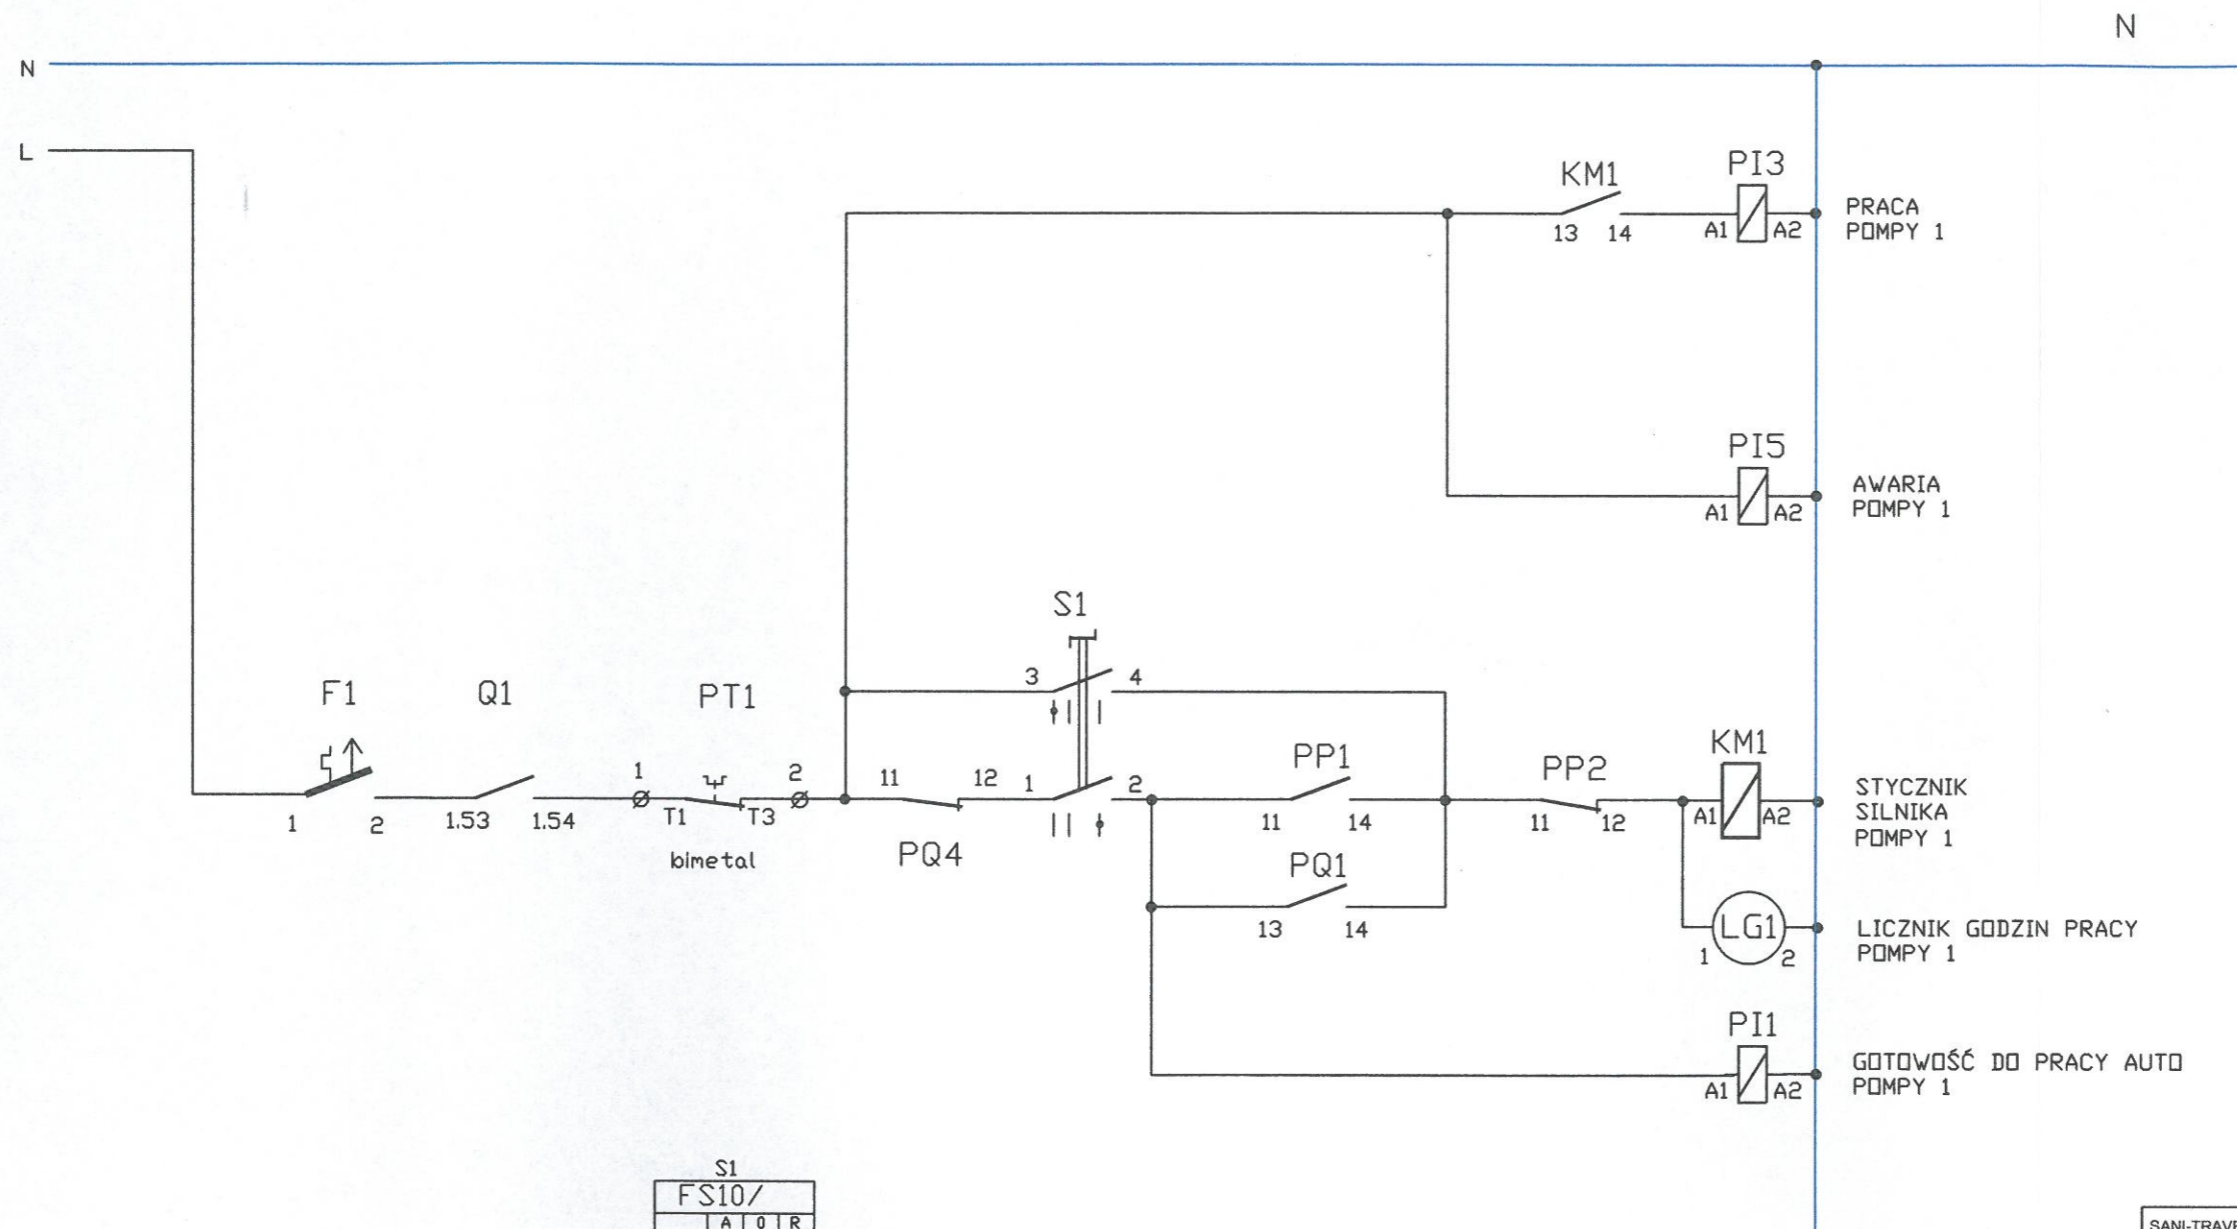 N
N
L
KM1
PI3
13 14
A1 A2
PRACA
POMPY 1
PI5
A1 A2
AWARIA
POMPY 1
S1
3 4
F1 Q1 PT1
1 2
1.53 1.54
1 2
T1 T3
bimetal
11 12
PQ4
1 2
PP1
11 14
PQ1
13 14
PP2
11 12
KM1
A1 A2
STYCZNIK
SILNIKA
POMPY 1
LG1
1 2
LICZNIK GODZIN PRACY
POMPY 1
PI1
A1 A2
GOTOWOŚĆ DO PRACY AUTO
POMPY 1
S1
FS10/
A 0 R